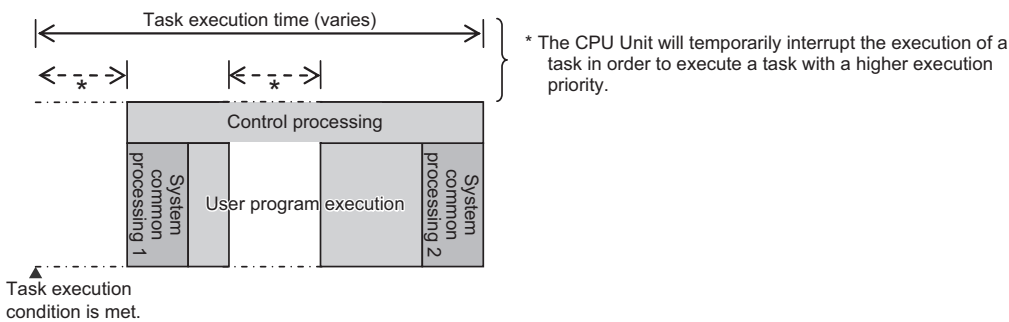 Task execution time (varies)
* The CPU Unit will temporarily interrupt the execution of a
task in order to execute a task with a higher execution
priority.
*
*
Control processing
System
common
processing 1
User program execution
System
common
processing 2
Task execution
condition is met.